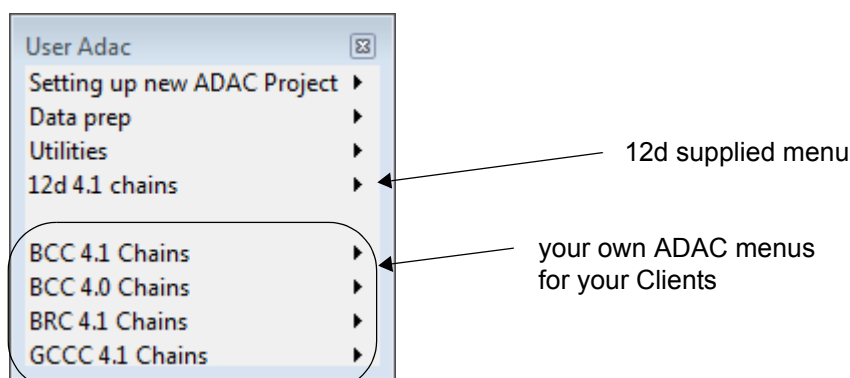 User Adac
Setting up new ADAC Project
Data prep
Utilities
12d 4.1 chains
12d supplied menu
BCC 4.1 Chains
BCC 4.0 Chains
BRC 4.1 Chains
GCCC 4.1 Chains
your own ADAC menus
for your Clients